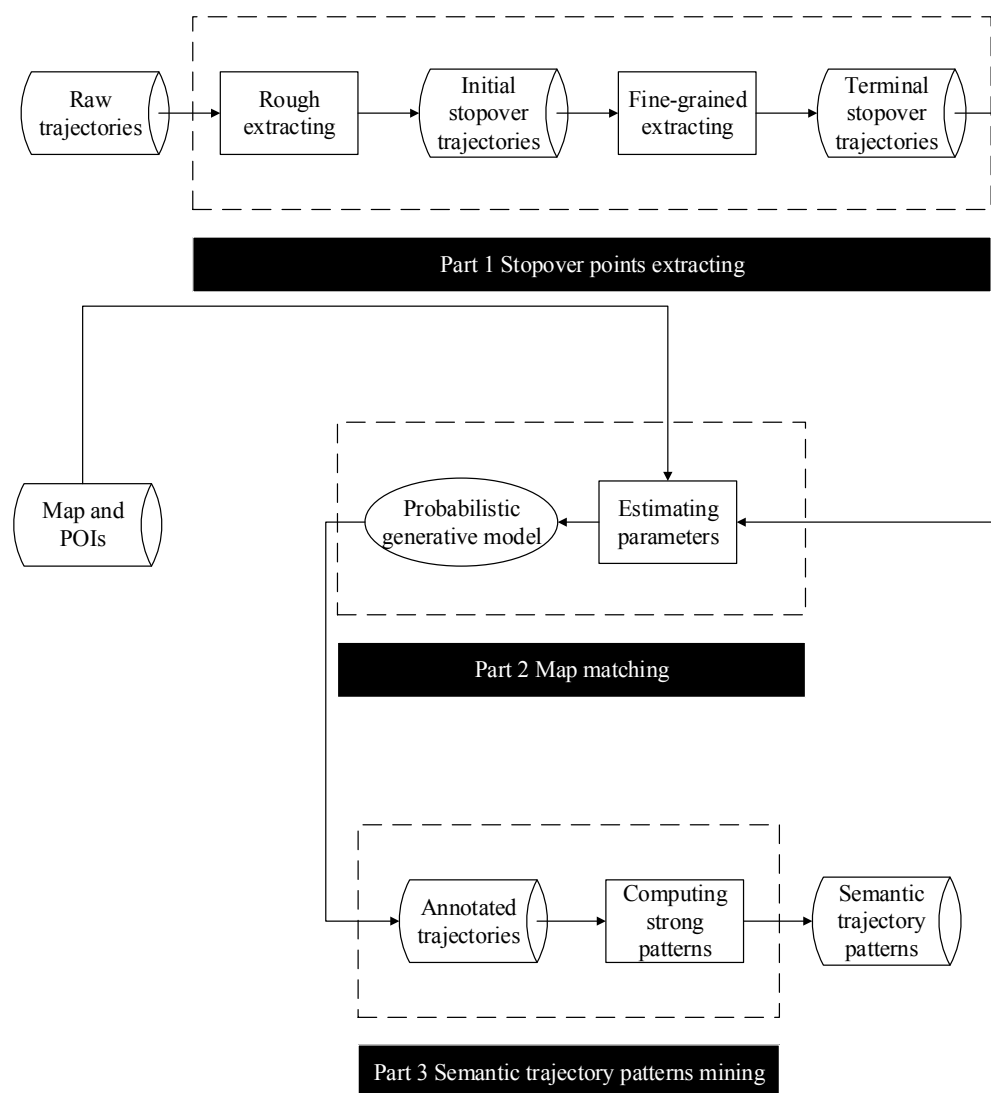 Raw
trajectories
Rough
extracting
Initial
stopover
trajectories
Fine-grained
extracting
Terminal
stopover
trajectories
Part 1 Stopover points extracting
Map and
POIs
Probabilistic
generative model
Estimating
parameters
Part 2 Map matching
Annotated
trajectories
Computing
strong
patterns
Semantic
trajectory
patterns
Part 3 Semantic trajectory patterns mining